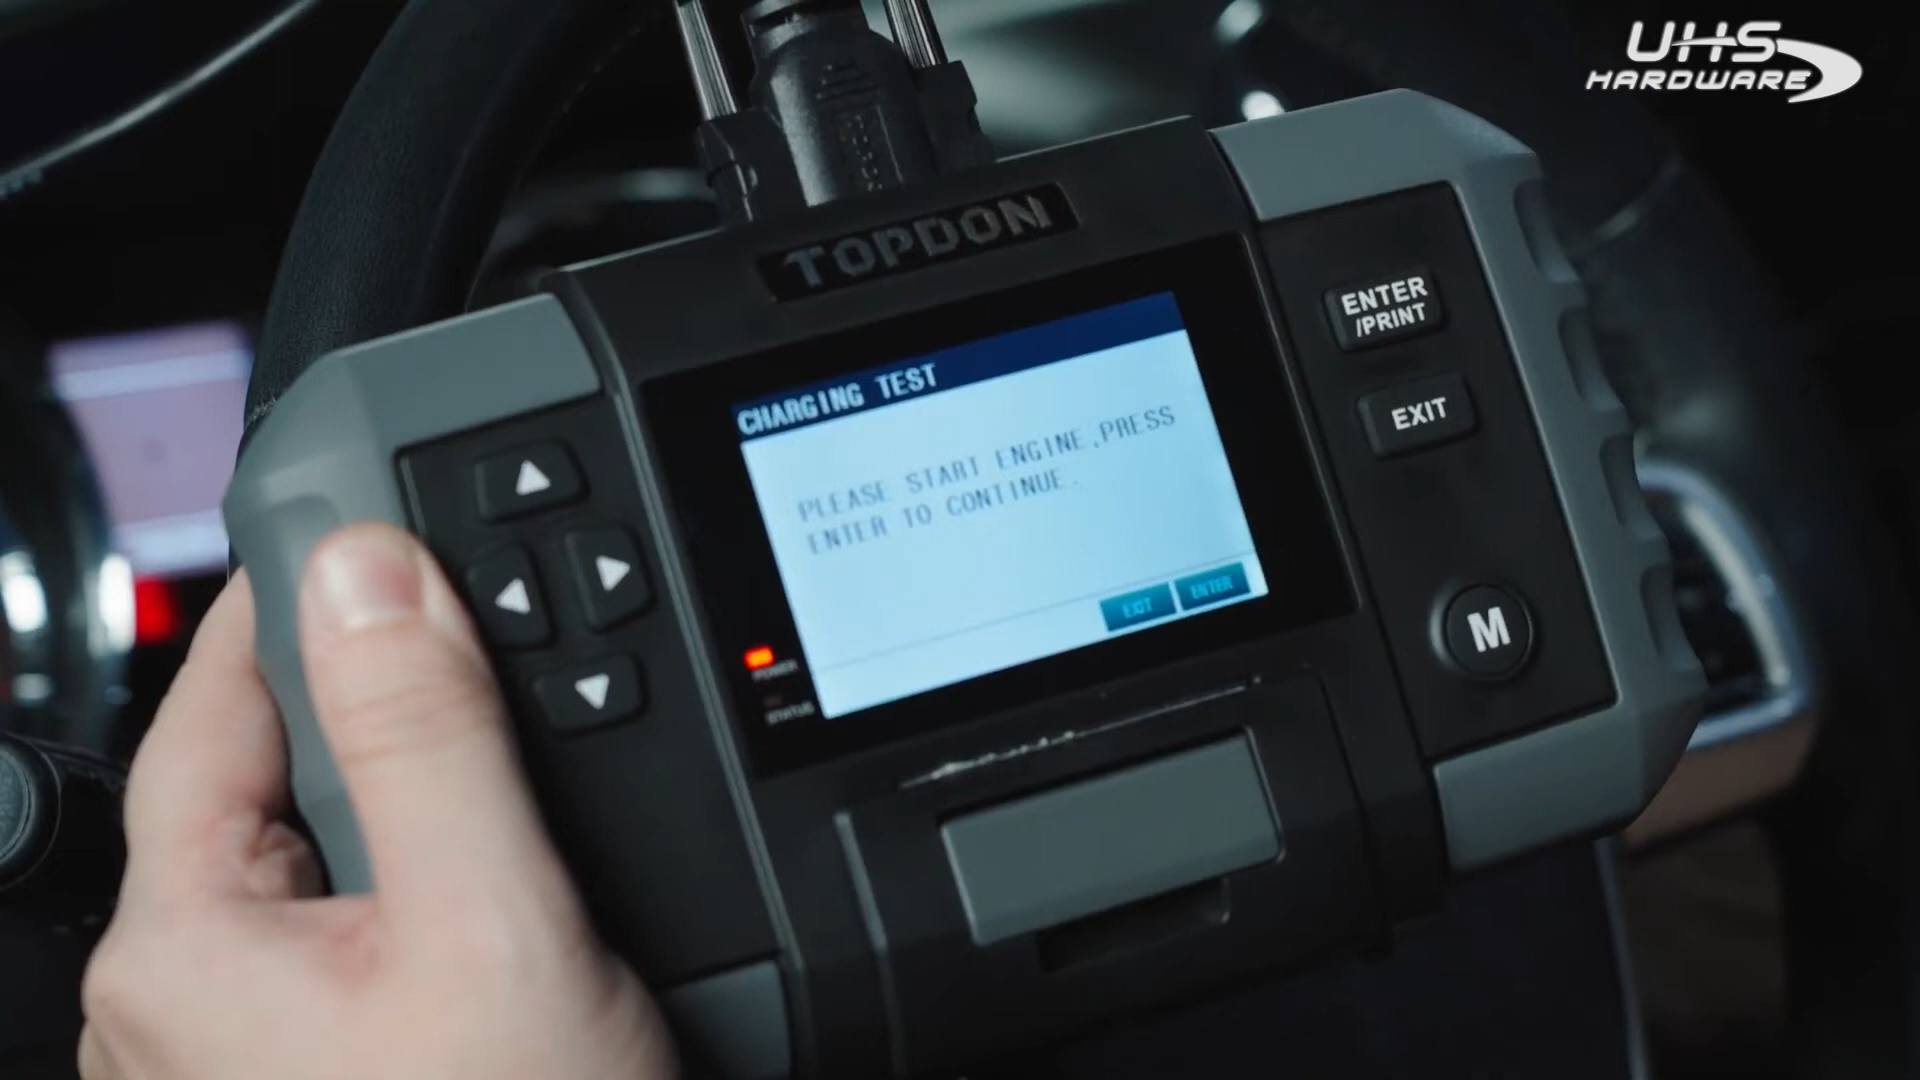 UHS
HARDWARE
TOPDON
ENTER
/PRINT
EXIT
M
CHARGING TEST
PLEASE START ENGINE,PRESS
ENTER TO CONTINUE.
EXIT ENTER
POWER
STATUS